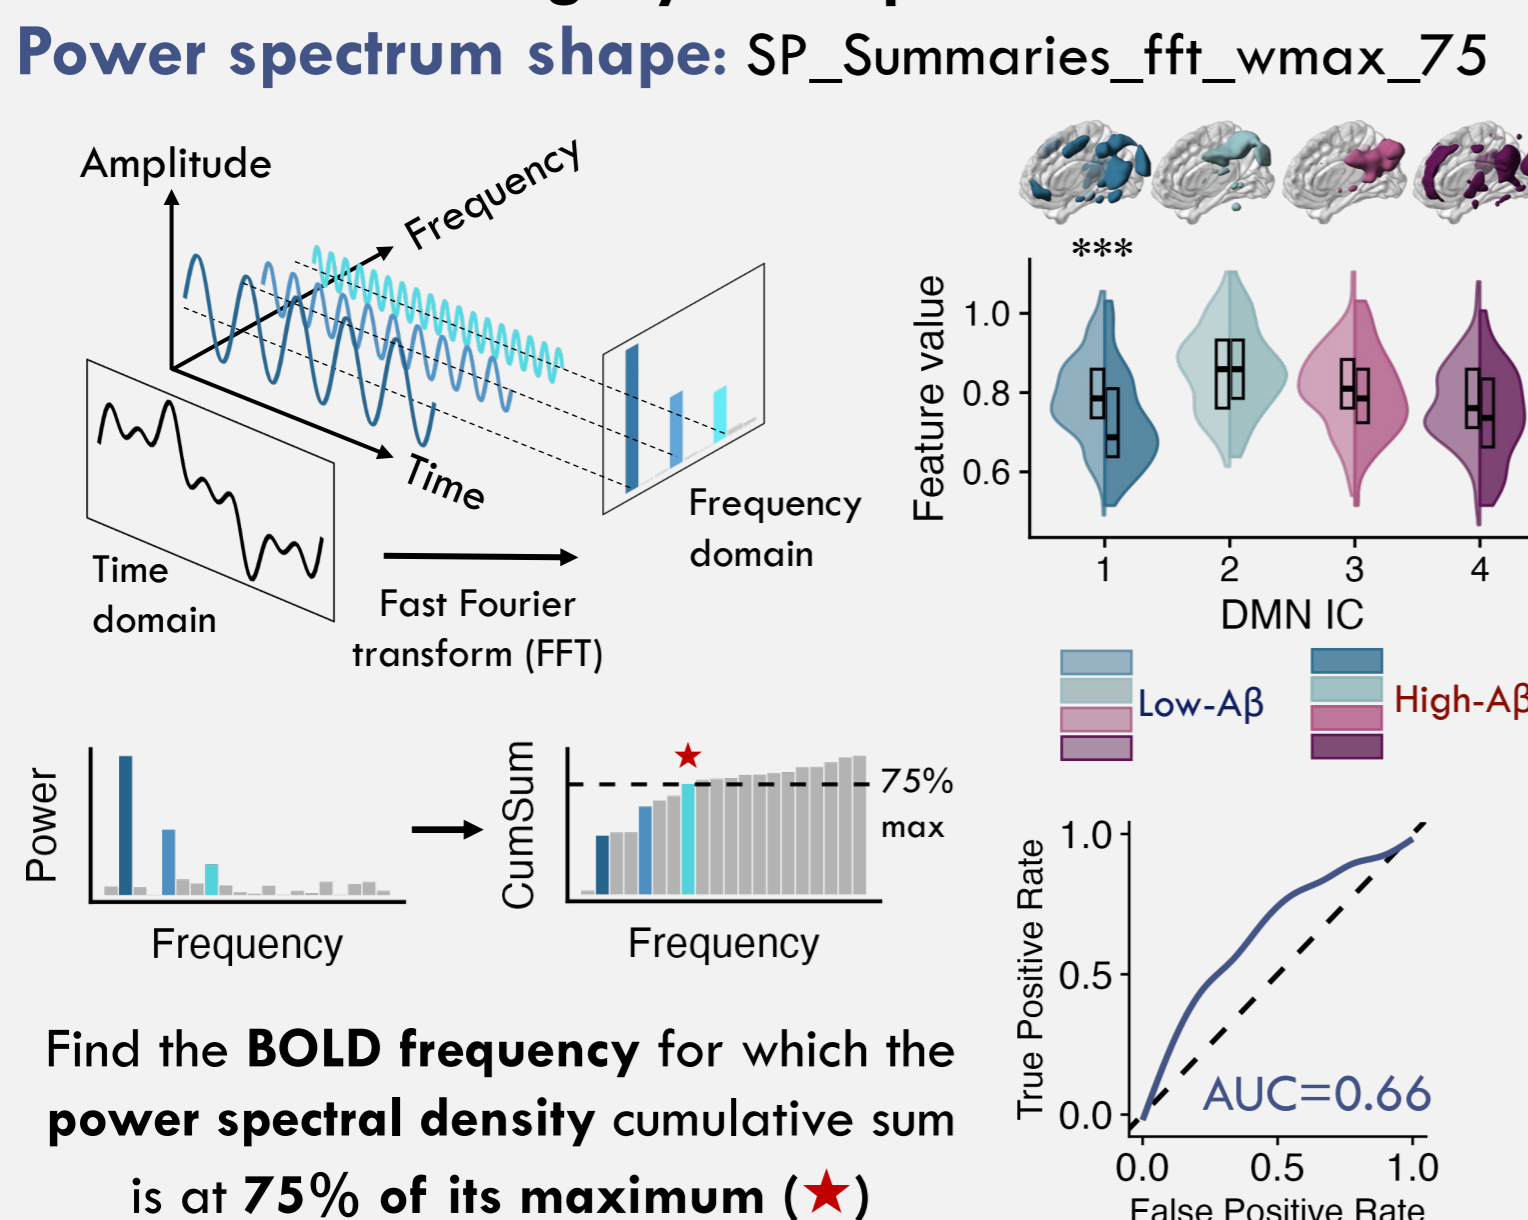 Power spectrum shape: SP_Summaries_fft_wmax_75
Amplitude
Frequency
Time
Time
domain
Fast Fourier
transform (FFT)
Frequency
domain
Power
Frequency
CumSum
75%
max
Frequency
Find the BOLD frequency for which the
power spectral density cumulative sum
is at 75% of its maximum (★)
***
Feature value
1.0
0.8
0.6
1 2 3 4
DMN IC
Low-Aβ
High-Aβ
True Positive Rate
1.0
0.5
0.0
AUC=0.66
0.0 0.5 1.0
False Positive Rate